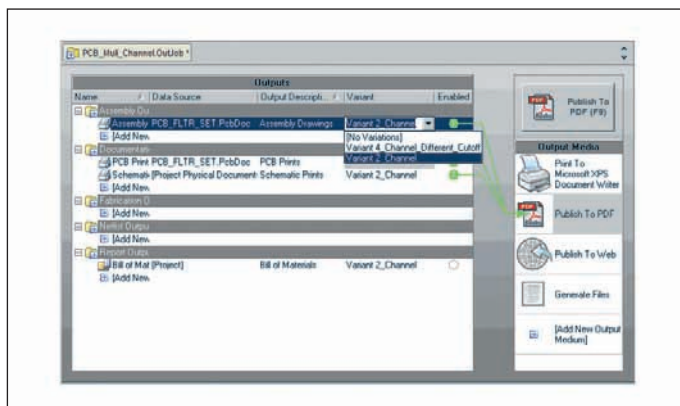 PCB_Mull_Channel.OutJob *
Outputs
Name / Data Source Output Descripti... / Variant Enabled
Assembly Ou
Assembly PCB_FLTR_SET.PcbDoc Assembly Drawings Variant 2_Channel
[Add New
[No Variations]
Variant 4_Channel_Different_Cutoff
Variant 2_Channel
Documentati
PCB Print PCB_FLTR_SET.PcbDoc PCB Prints
Schemati [Project Physical Document Schematic Prints Variant 2_Channel
[Add New
Fabrication O
[Add New
Netlist Outpu
[Add New
Report Outpu
Bill of Mat [Project] Bill of Materials Variant 2_Channel
[Add New
Publish To
PDF (F9)
Output Media
Print To
Microsoft XPS
Document Writer
Publish To PDF
Publish To Web
Generate Files
[Add New Output
Medium]